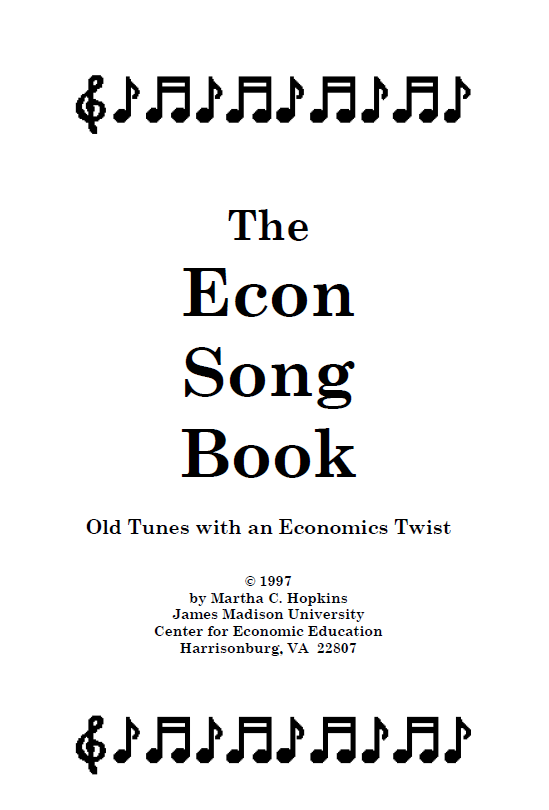 The
Econ
Song
Book
Old Tunes with an Economics Twist
© 1997
by Martha C. Hopkins
James Madison University
Center for Economic Education
Harrisonburg, VA  22807